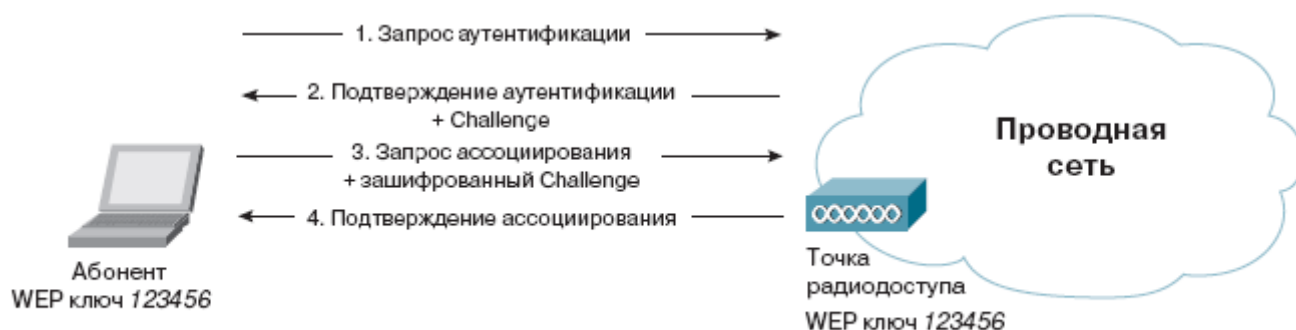 1. Запрос аутентификации
2. Подтверждение аутентификации
+ Challenge
3. Запрос ассоциирования
+ зашифрованный Challenge
4. Подтверждение ассоциирования
Абонент
WEP ключ 123456
Проводная
сеть
Точка
радиодоступа
WEP ключ 123456